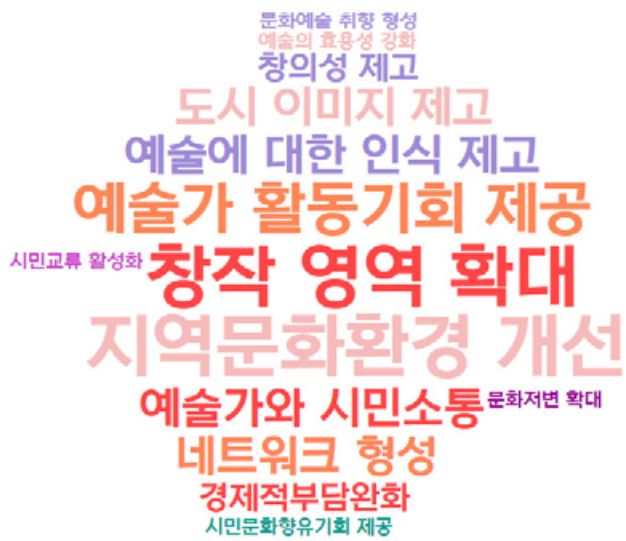 문화예술 취향 형성
예술의 효용성 강화
창의성 제고
도시 이미지 제고
예술에 대한 인식 제고
예술가 활동기회 제공
시민교류 활성화
창작 영역 확대
지역문화환경 개선
예술가와 시민소통
문화저변 확대
네트워크 형성
경제적부담완화
시민문화향유기회 제공